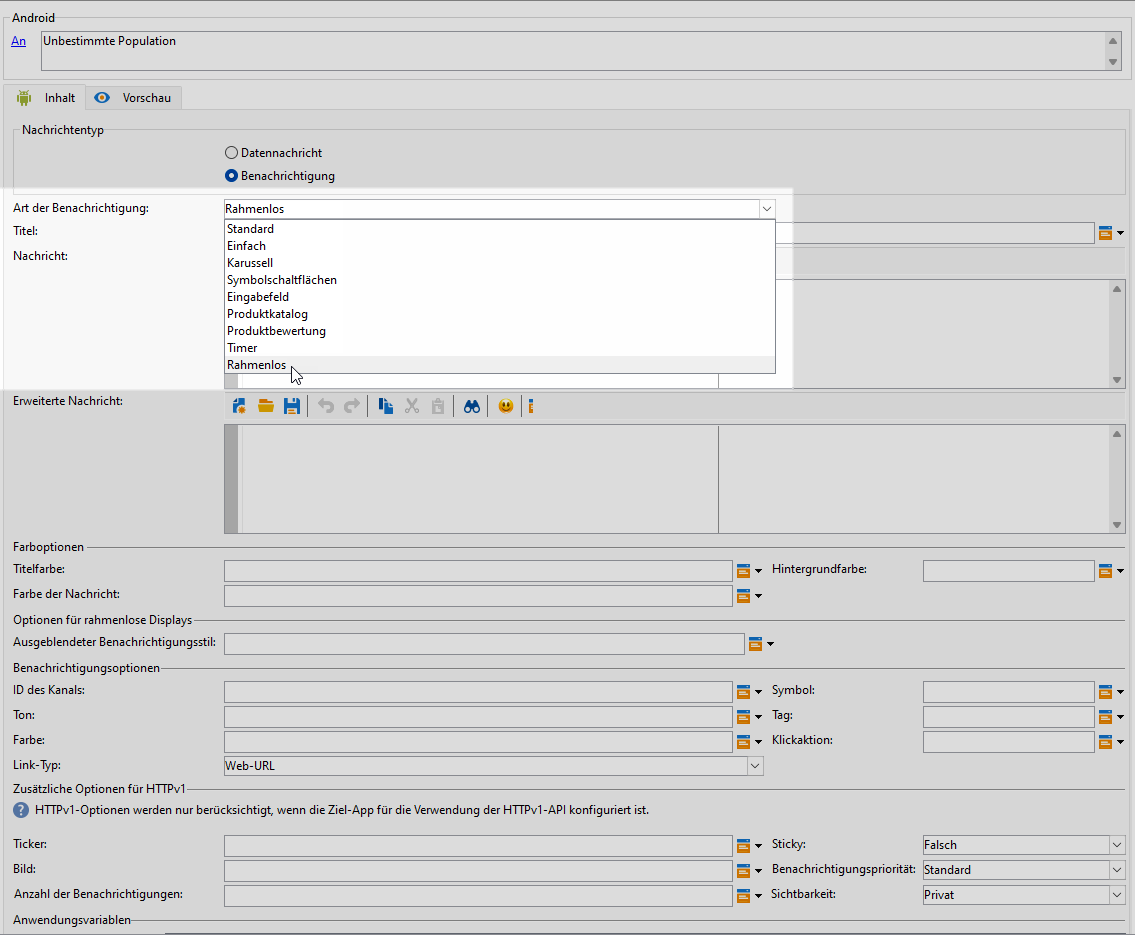 Android
An
Unbestimmte Population
Inhalt
Vorschau
Nachrichtentyp
Datennachricht
Benachrichtigung
Art der Benachrichtigung:
Rahmenlos
Standard
Einfach
Karussell
Symbolschaltflächen
Eingabefeld
Produktkatalog
Produktbewertung
Timer
Rahmenlos
Titel:
Nachricht:
Erweiterte Nachricht:
Farboptionen
Titelfarbe:
Hintergrundfarbe:
Farbe der Nachricht:
Optionen für rahmenlose Displays
Ausgeblendeter Benachrichtigungsstil:
Benachrichtigungsoptionen
ID des Kanals:
Symbol:
Ton:
Tag:
Farbe:
Klickaktion:
Link-Typ:
Web-URL
Zusätzliche Optionen für HTTPv1
HTTPv1-Optionen werden nur berücksichtigt, wenn die Ziel-App für die Verwendung der HTTPv1-API konfiguriert ist.
Ticker:
Sticky:
Falsch
Bild:
Benachrichtigungspriorität:
Standard
Anzahl der Benachrichtigungen:
Sichtbarkeit:
Privat
Anwendungsvariablen